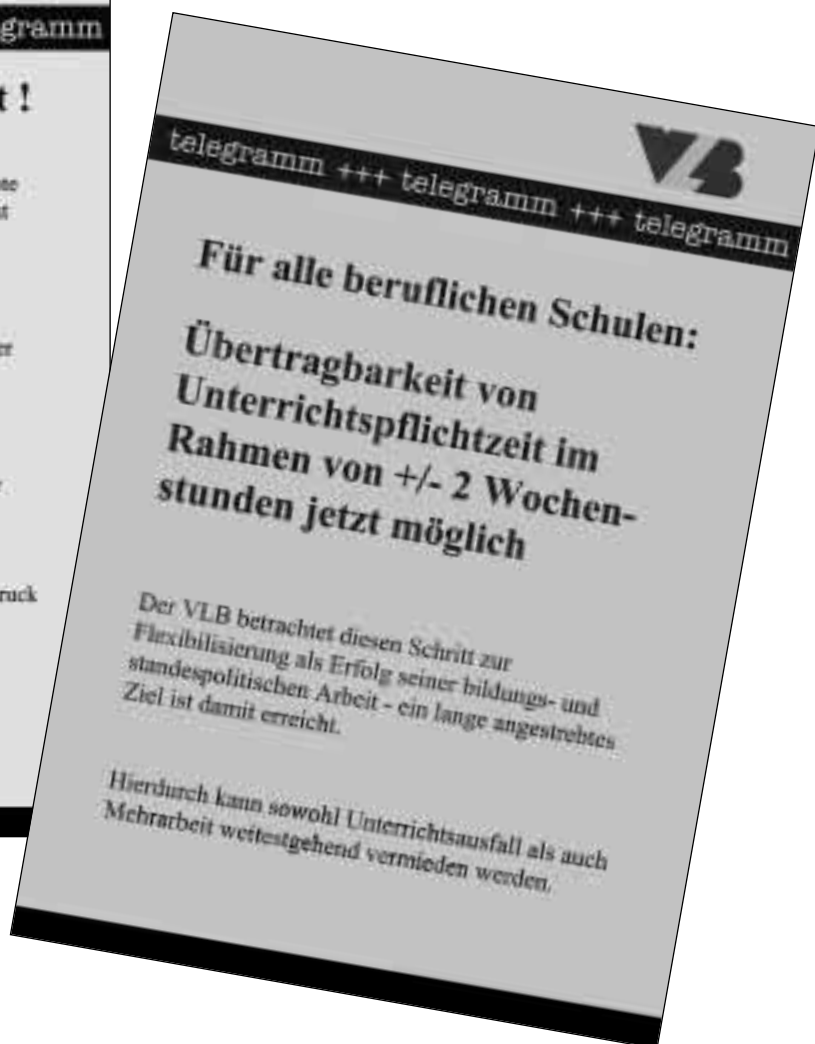 gramm
t !
ruck
VLB
telegramm +++ telegramm +++ telegramm
Für alle beruflichen Schulen:
Übertragbarkeit von
Unterrichtspflichtzeit im
Rahmen von +/- 2 Wochen-
stunden jetzt möglich
Der VLB betrachtet diesen Schritt zur
Flexibilisierung als Erfolg seiner bildungs- und
standespolitischen Arbeit - ein lange angestrebtes
Ziel ist damit erreicht.
Hierdurch kann sowohl Unterrichtsausfall als auch
Mehrarbeit weitestgehend vermieden werden.